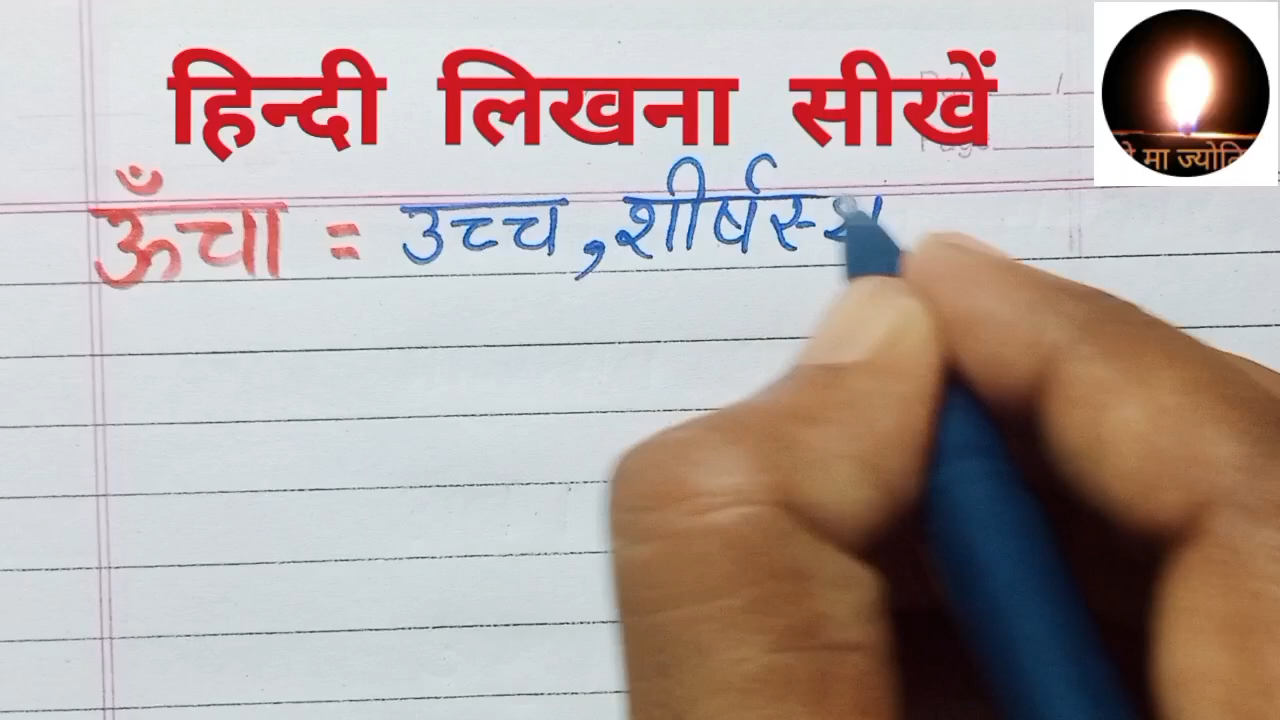 हिन्दी लिखना सीखें
मा ज्योति
ऊँचा = उच्च , शीर्षस्थ